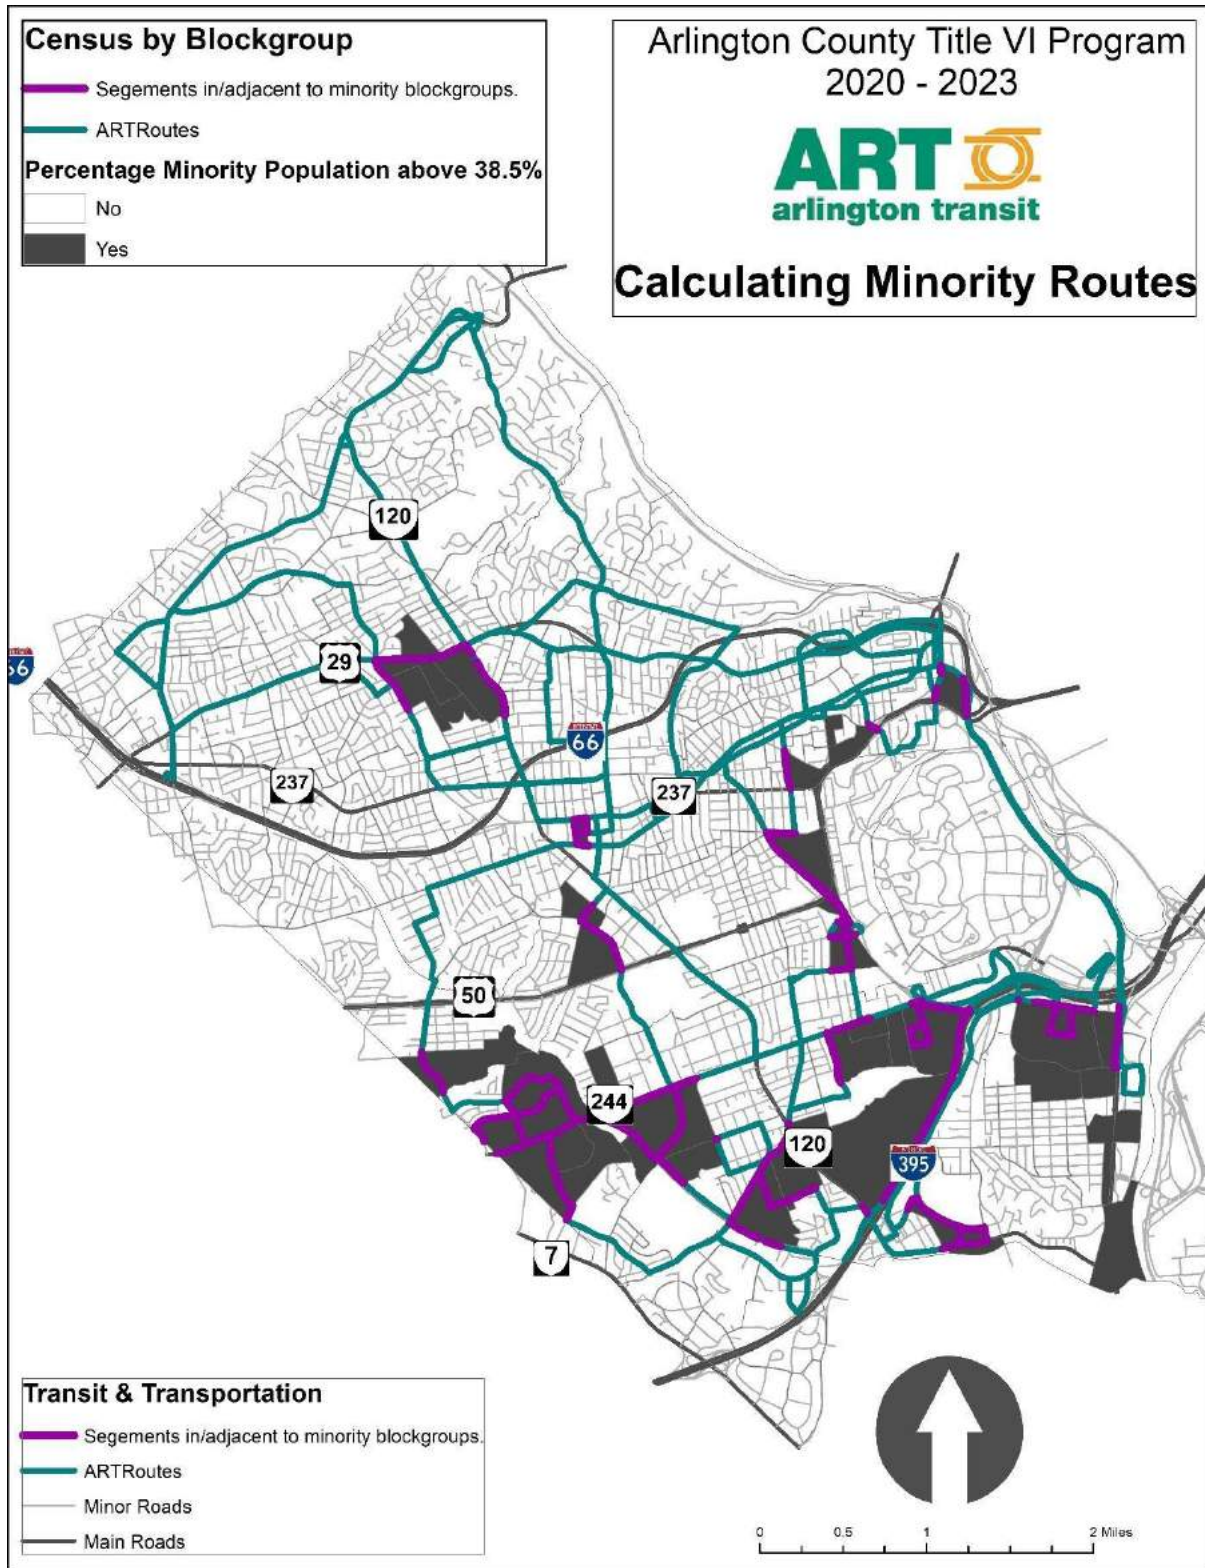 Census by Blockgroup
Segements in/adjacent to minority blockgroups.
ARTRoutes
Percentage Minority Population above 38.5%
No
Yes
Arlington County Title VI Program
2020 - 2023
ART
arlington transit
Calculating Minority Routes
120
29
66
66
237
237
50
244
120
395
7
Transit & Transportation
Segements in/adjacent to minority blockgroups.
ARTRoutes
Minor Roads
Main Roads
0 0.5 1 2 Miles